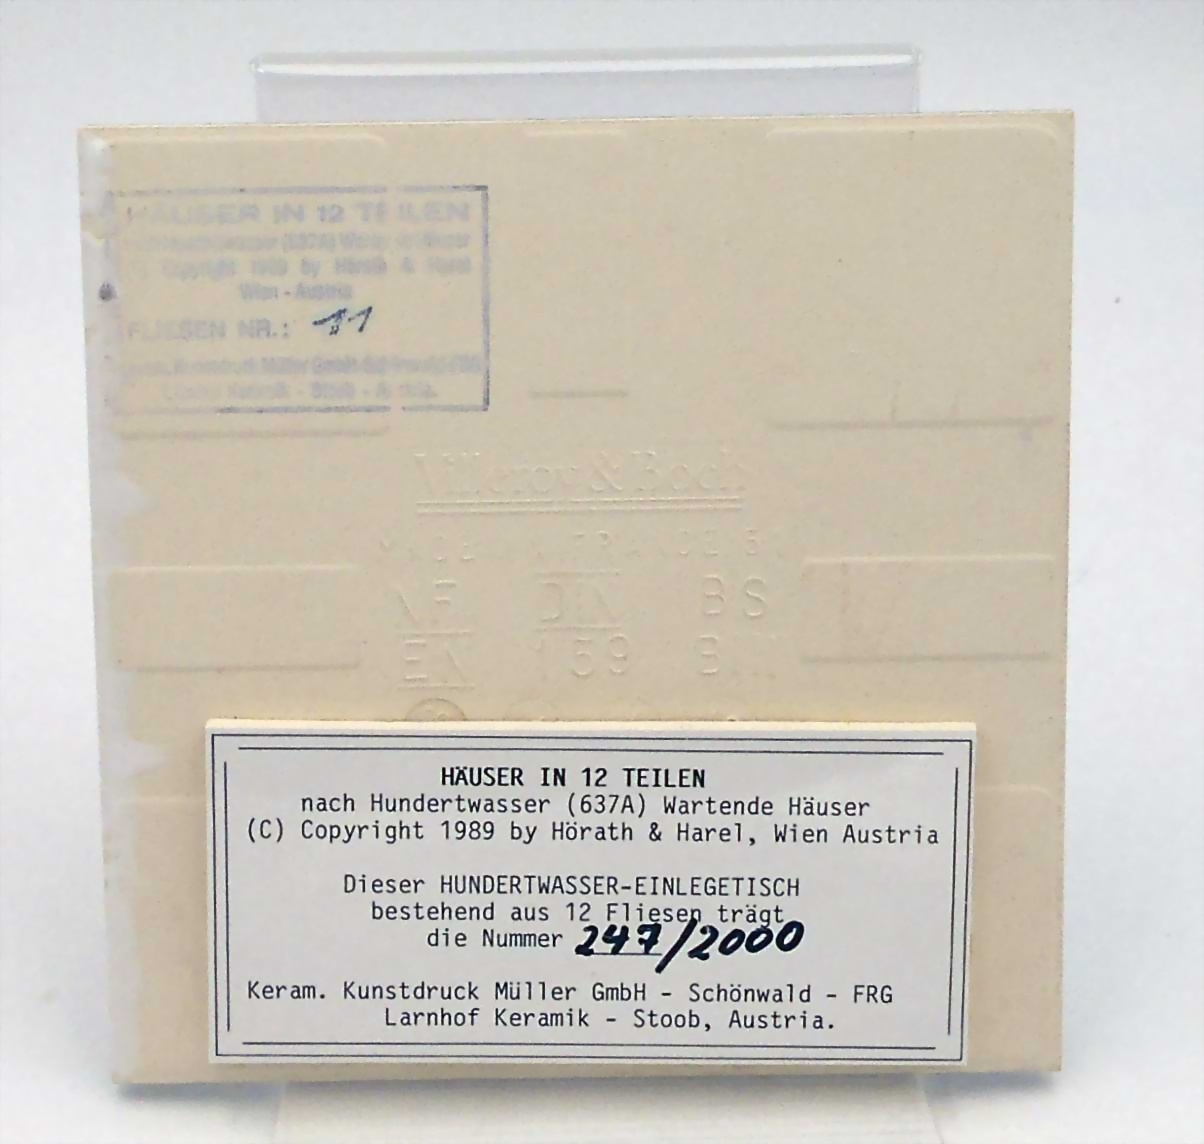 HÄUSER IN 12 TEILEN
(637A)
Copyright 1989 by Hörath & Harel
Wien - Austria
FLIESEN NR.: 11
Villeroy & Boch
MADE IN FRANCE
NF DIN BS
EN 159
HÄUSER IN 12 TEILEN
nach Hundertwasser (637A) Wartende Häuser
(C) Copyright 1989 by Hörath & Harel, Wien Austria
Dieser HUNDERTWASSER-EINLEGETISCH
bestehend aus 12 Fliesen trägt
die Nummer 247/2000
Keram. Kunstdruck Müller GmbH - Schönwald - FRG
Larnhof Keramik - Stoob, Austria.